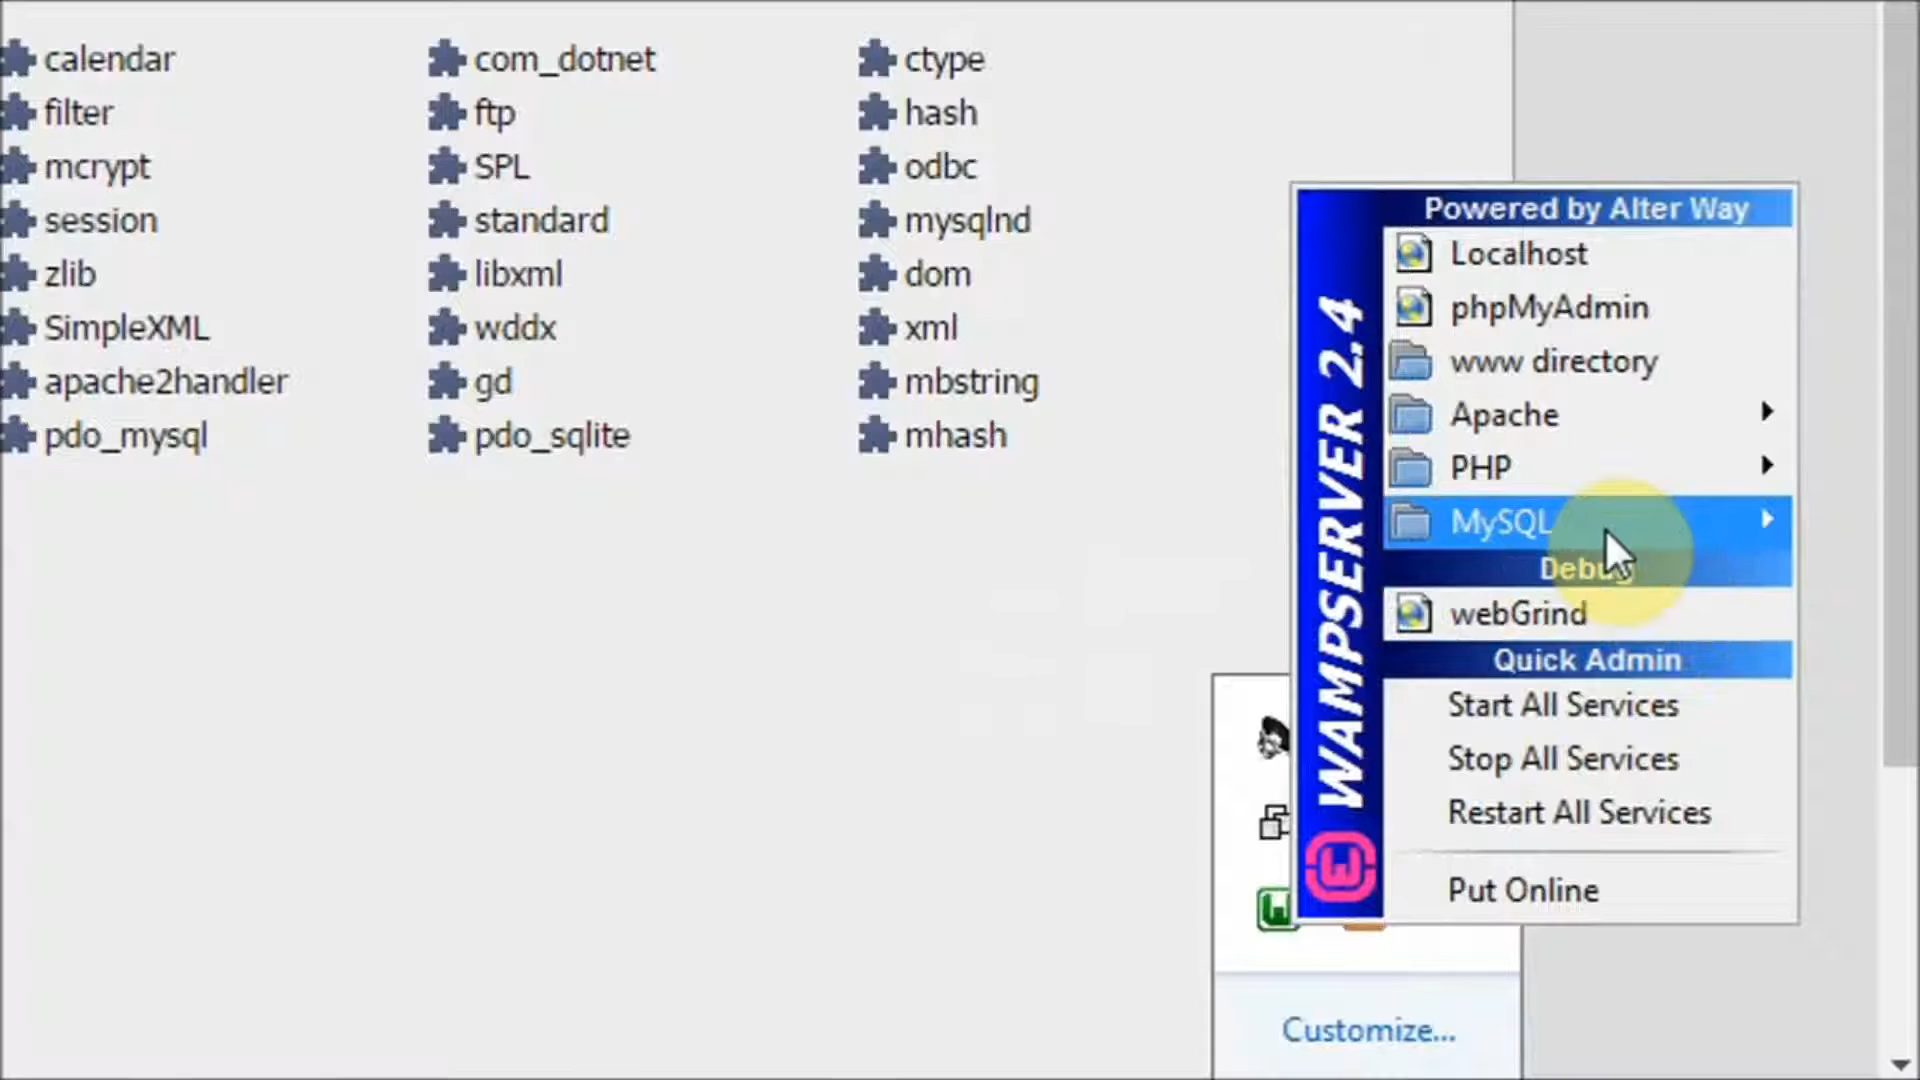 calendar com_dotnet ctype
filter ftp hash
mcrypt SPL odbc
session standard mysqlnd
zlib libxml dom
SimpleXML wddx xml
apache2handler gd mbstring
pdo_mysql pdo_sqlite mhash
WAMPSERVER 2.4
Powered by Alter Way
Localhost
phpMyAdmin
www directory
Apache
PHP
MySQL
Debug
webGrind
Quick Admin
Start All Services
Stop All Services
Restart All Services
Put Online
Customize...